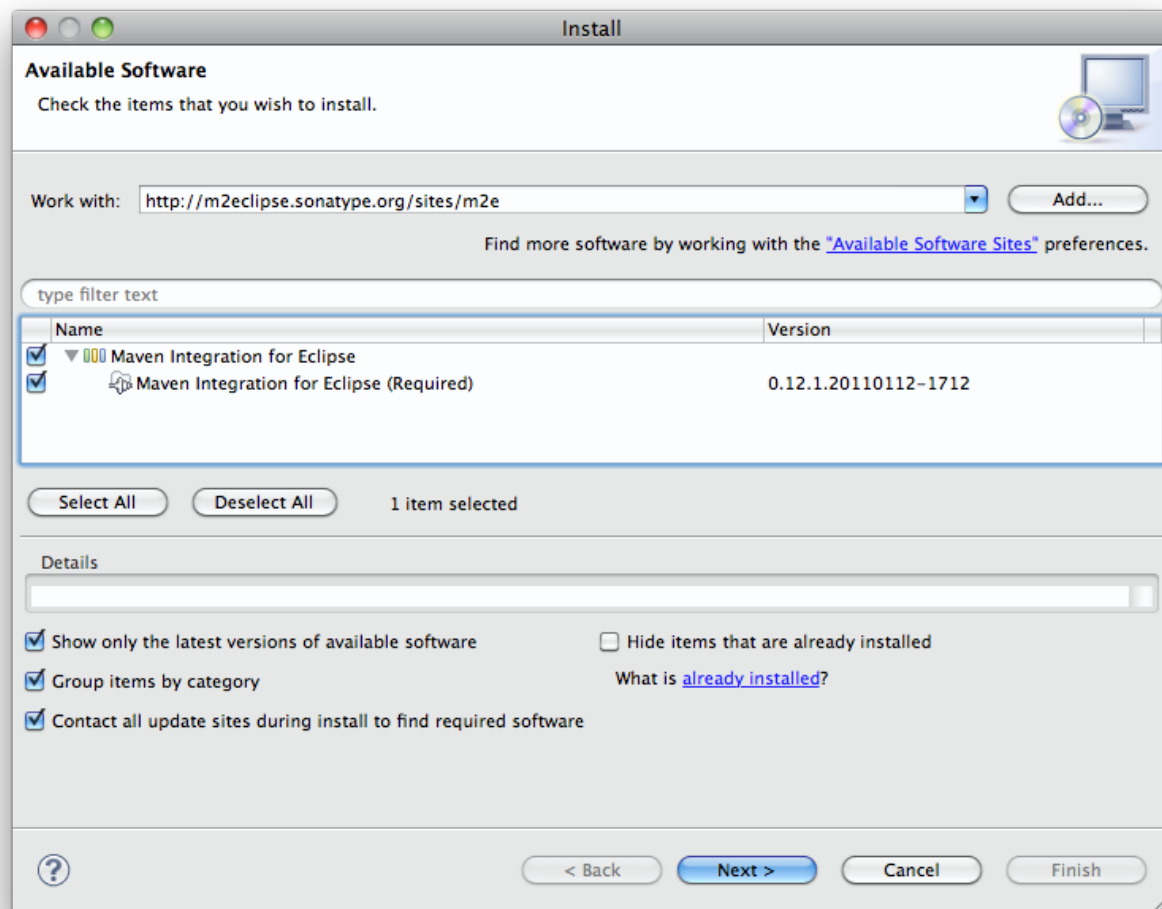 Install
Available Software
Check the items that you wish to install.
Work with: http://m2eclipse.sonatype.org/sites/m2e Add...
Find more software by working with the "Available Software Sites" preferences.
type filter text
Name Version
Maven Integration for Eclipse
Maven Integration for Eclipse (Required) 0.12.1.20110112-1712
Select All Deselect All 1 item selected
Details
Show only the latest versions of available software Hide items that are already installed
Group items by category What is already installed?
Contact all update sites during install to find required software
? < Back Next > Cancel Finish